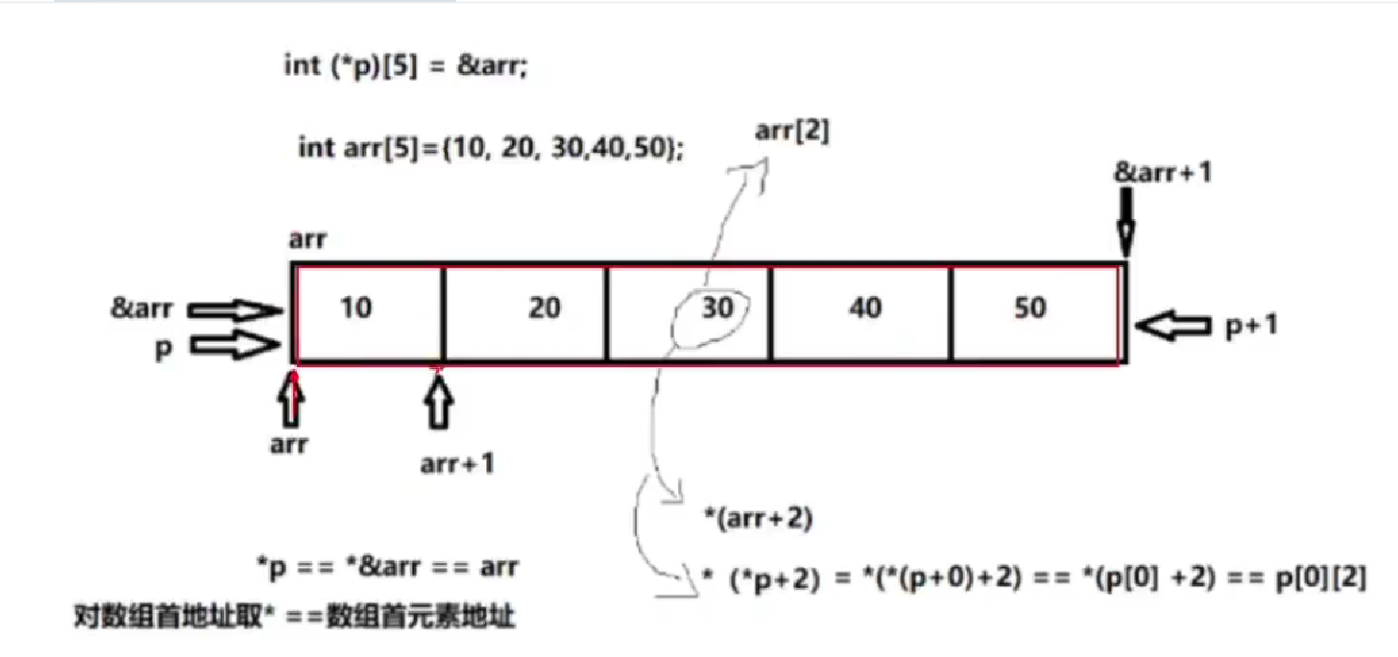 int (*p)[5] = &arr;
int arr[5]={10, 20, 30,40,50};
arr[2]
&arr+1
arr
&arr
10 20 30 40 50
p
p+1
arr
arr+1
*(arr+2)
*p == *&arr == arr
* (*p+2) = *(*(p+0)+2) == *(p[0] +2) == p[0][2]
对数组首地址取* ==数组首元素地址